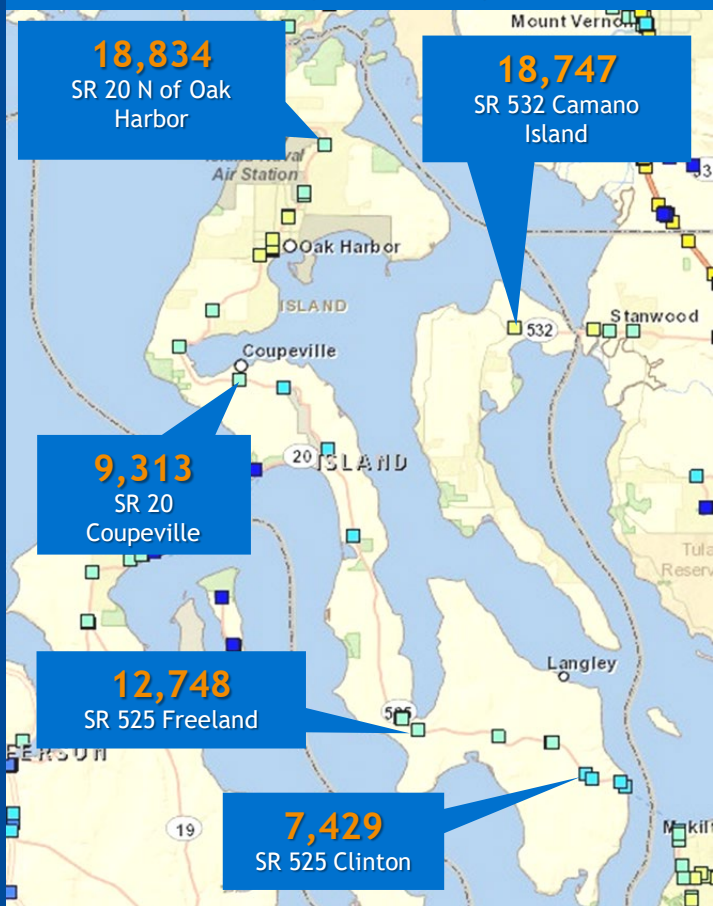 Mount Vernon
18,834
SR 20 N of Oak
Harbor
18,747
SR 532 Camano
Island
Air Station
Oak Harbor
ISLAND
532
Stanwood
Coupeville
20
ISLAND
9,313
SR 20
Coupeville
Langley
12,748
SR 525 Freeland
19
7,429
SR 525 Clinton